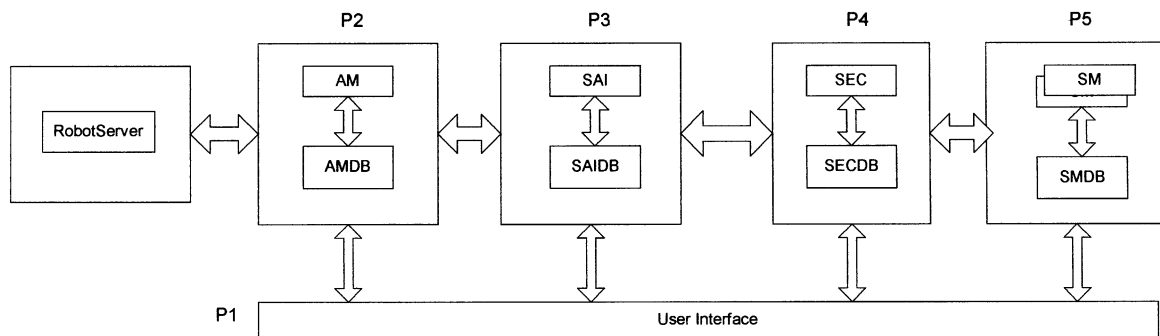 P2
P3
P4
P5
AM
SAI
SEC
SM
RobotServer
AMDB
SAIDB
SECDB
SMDB
P1
User Interface